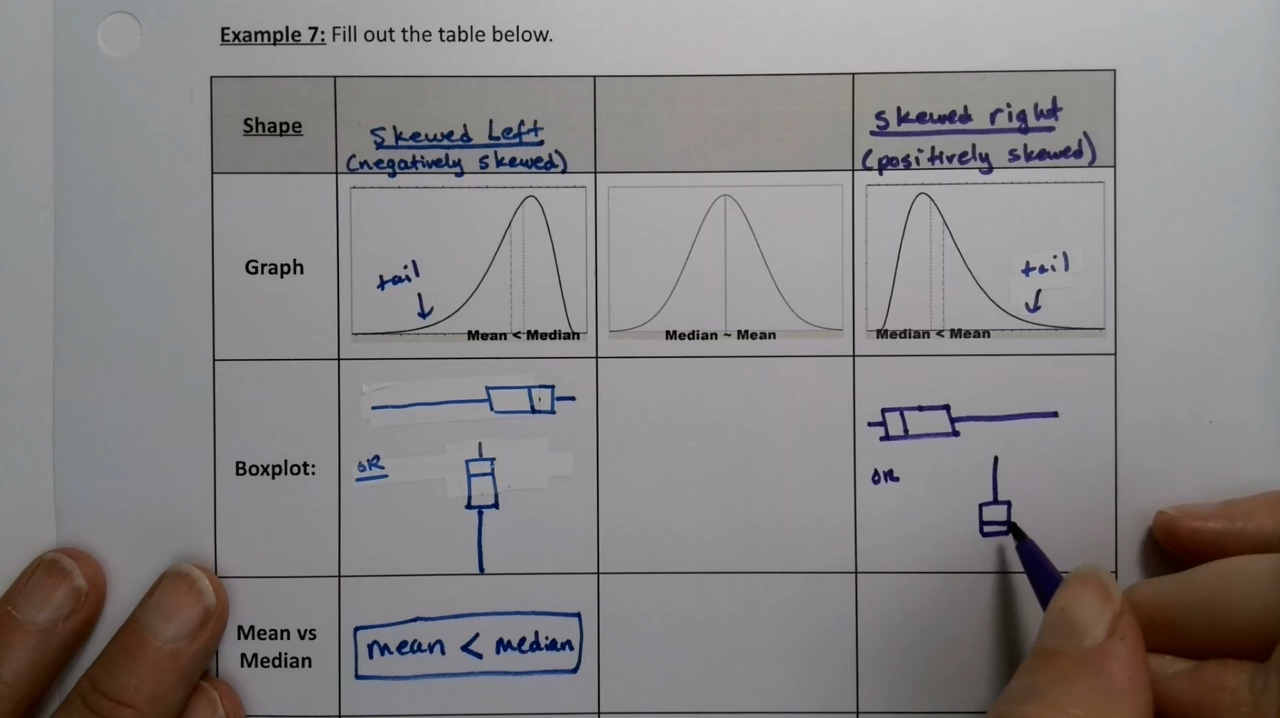 Example 7: Fill out the table below.
Shape
Skewed Left
(negatively skewed)
skewed right
(positively skewed)
Graph
tail
Mean < Median
Median ~ Mean
tail
Median < Mean
Boxplot:
OR
OR
Mean vs
Median
mean < median